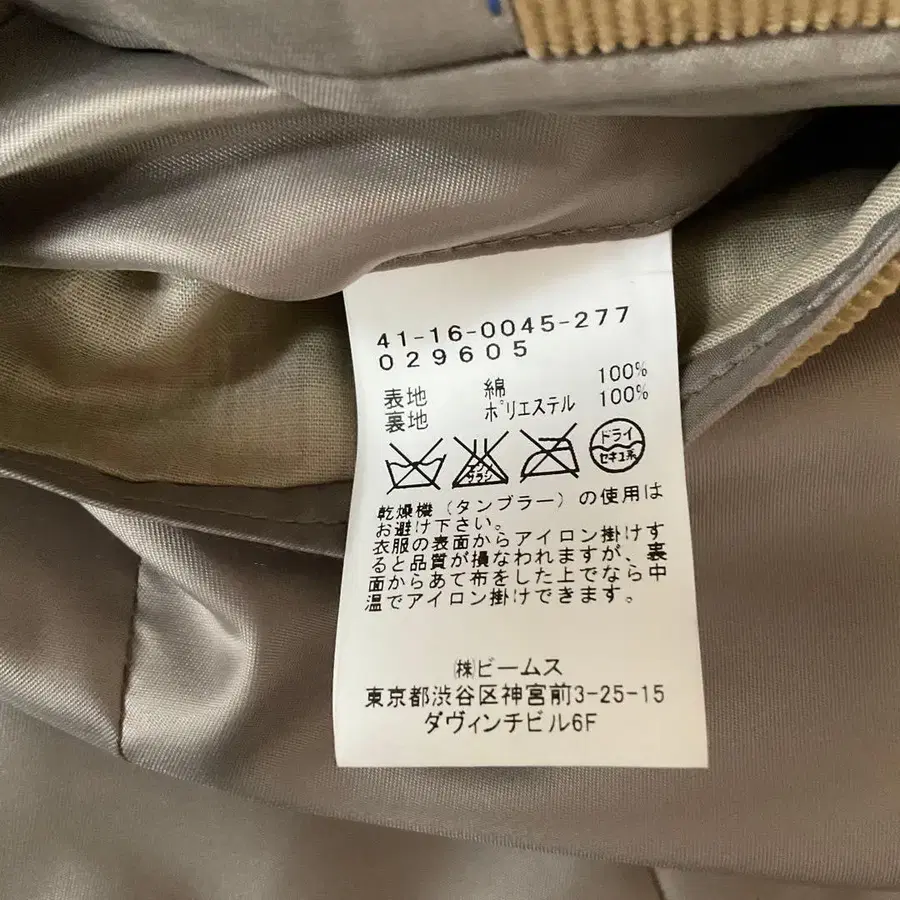 41-16-0045-277
029605
表地 綿 100%
裏地 ポリエステル 100%
エンソ サラシ
ドライ
セキユ系
乾燥機（タンブラー）の使用は
お避け下さい。
衣服の表面からアイロン掛けす
ると品質が損なわれますが、裏
面からあて布をした上でなら中
温でアイロン掛けできます。
㈱ビームス
東京都渋谷区神宮前3-25-15
ダヴィンチビル6F